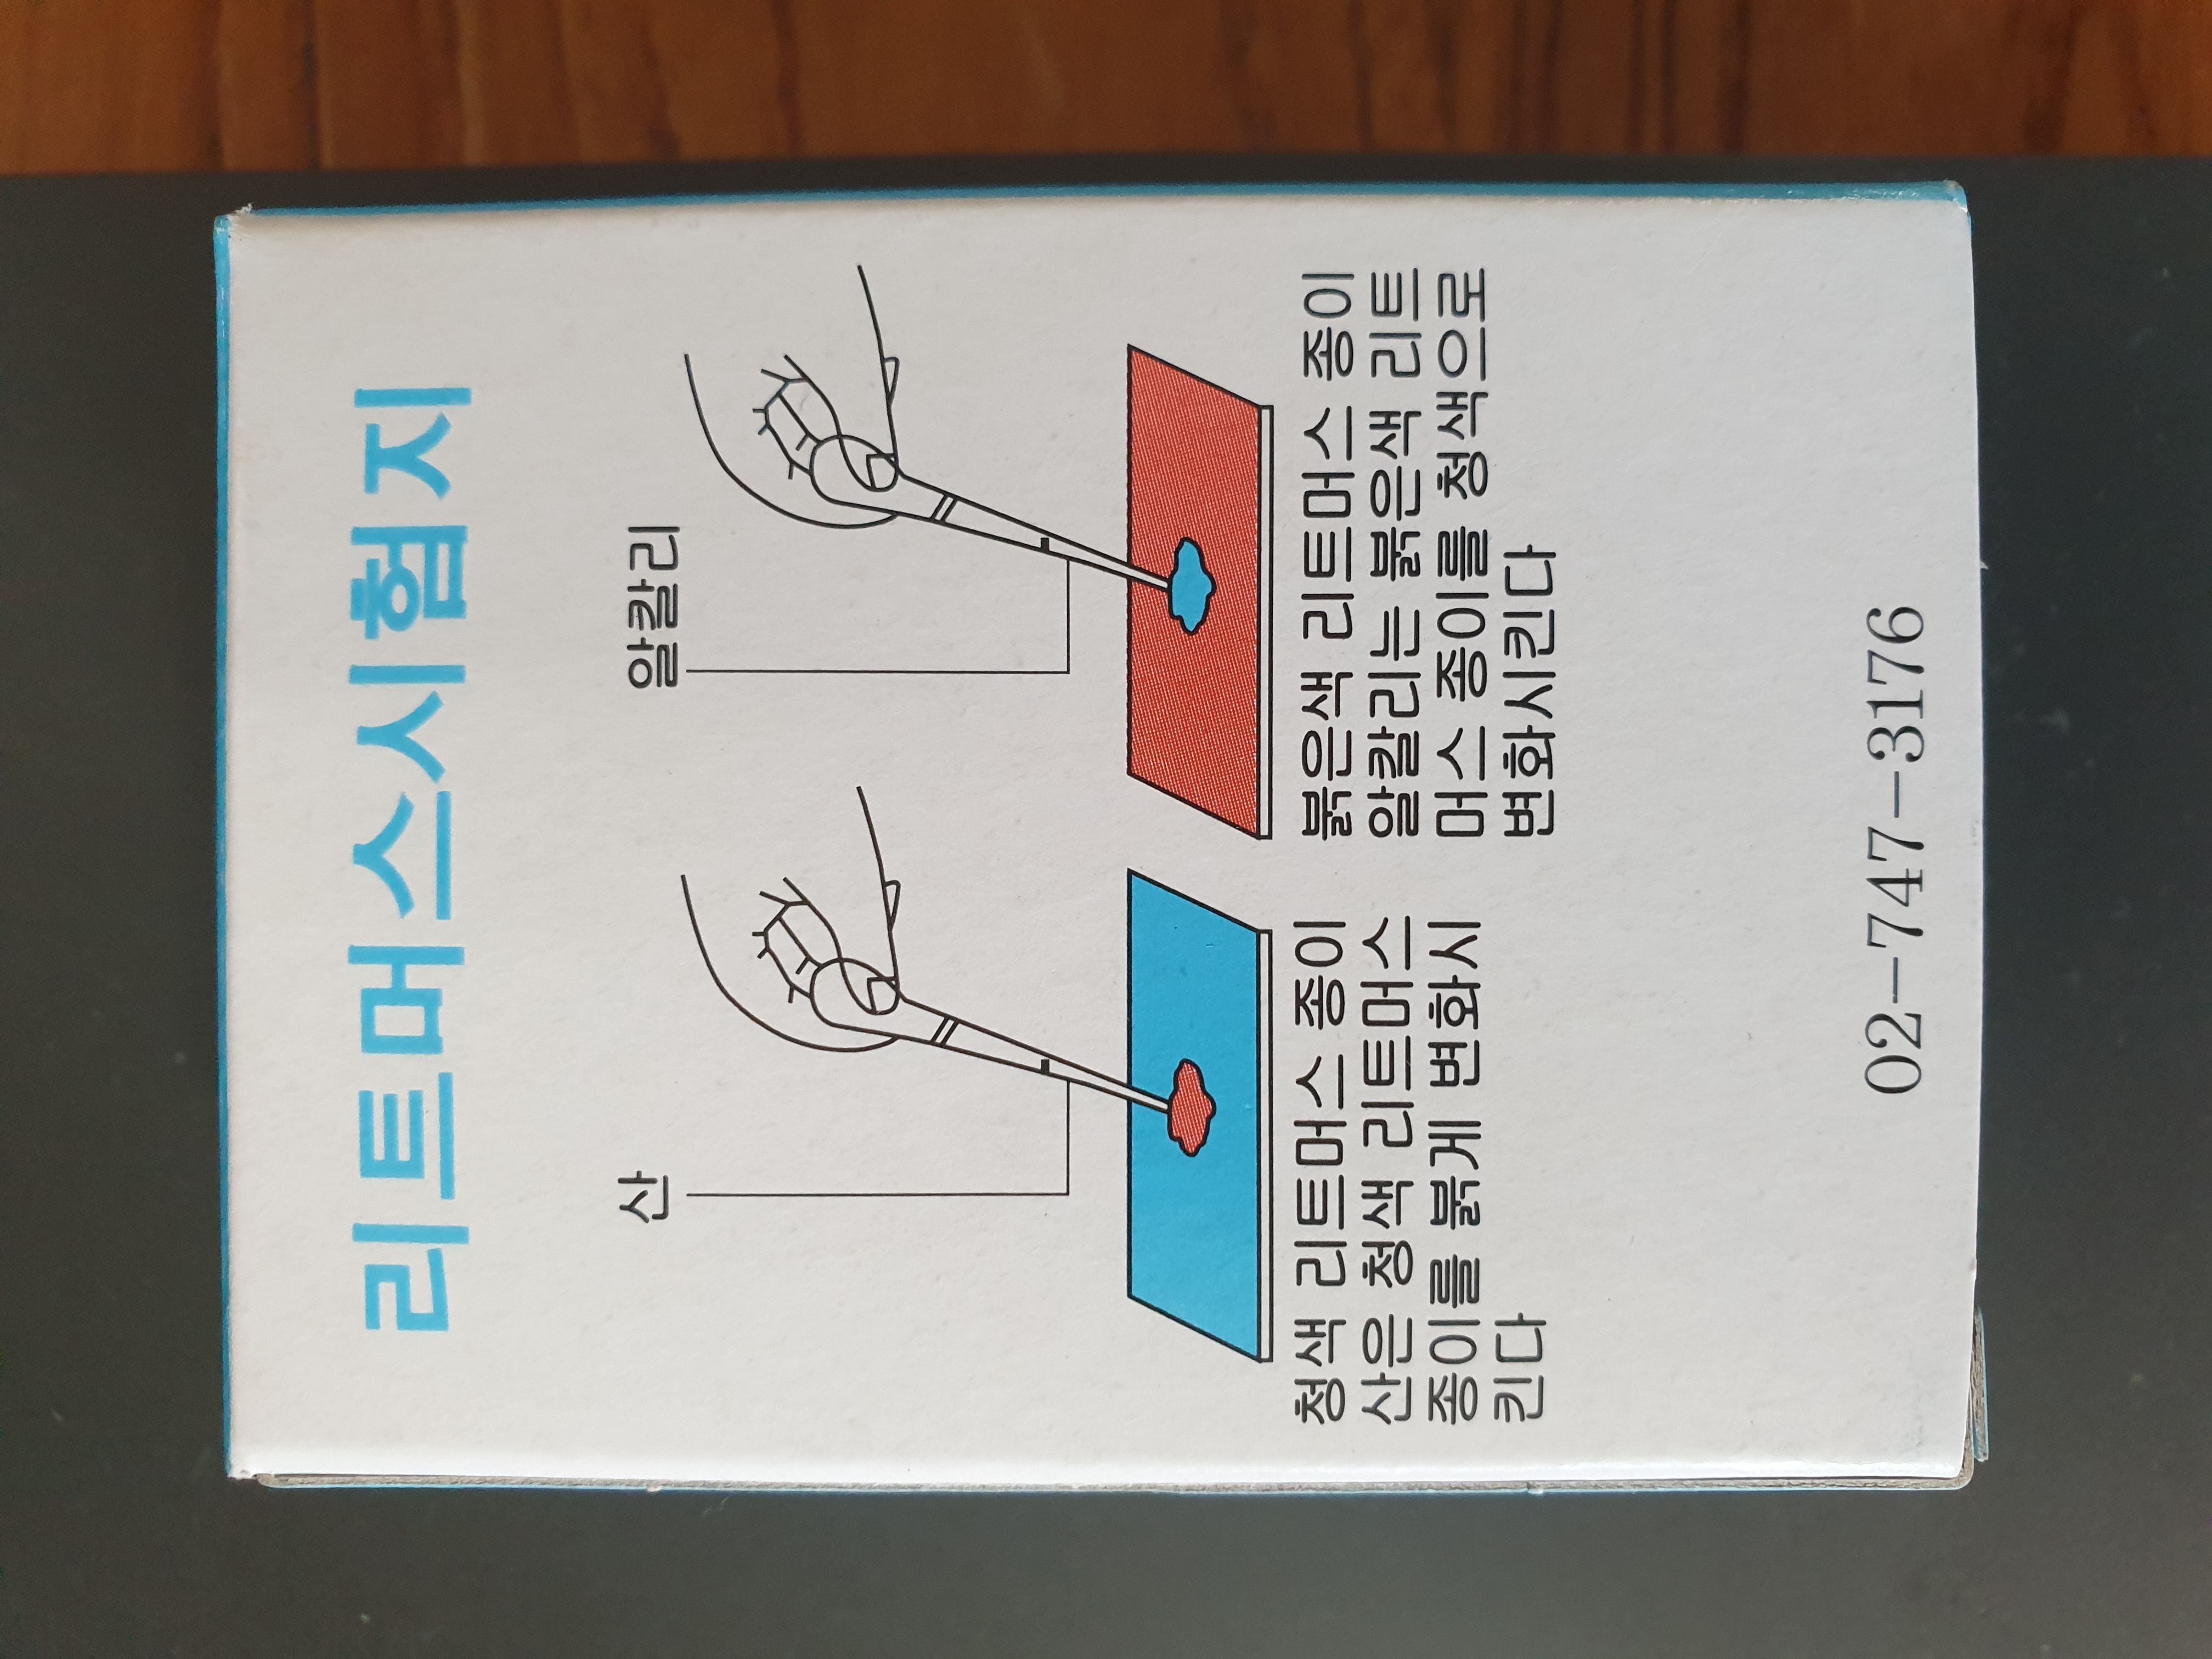 리트머스시험지
산
청색 리트머스 종이
산은 청색 리트머스
종이를 붉게 변화시
킨다
알칼리
붉은색 리트머스 종이
알칼리는 붉은색 리트
머스 종이를 청색으로
변화시킨다
02-747-3176